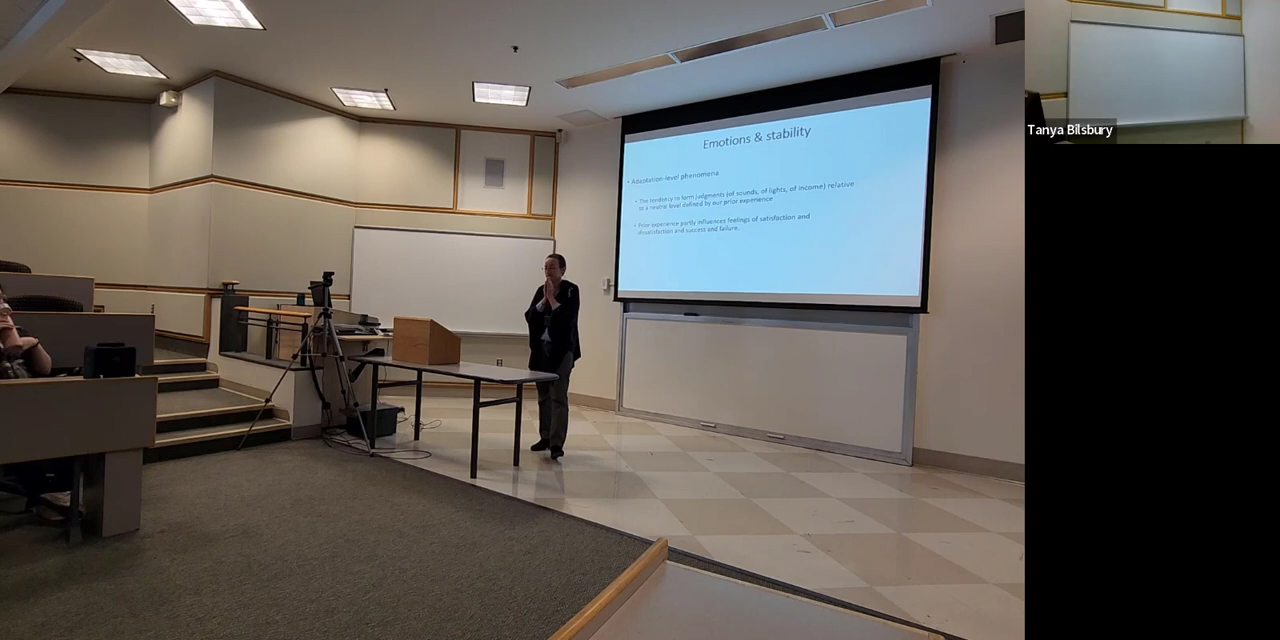 Emotions & stability
• Adaptation-level phenomena
• The tendency to form judgments (of sounds, of lights, of income) relative
to a neutral level defined by our prior experience
• Prior experience partly influences feelings of satisfaction and
dissatisfaction and success and failure.
Tanya Bilsbury